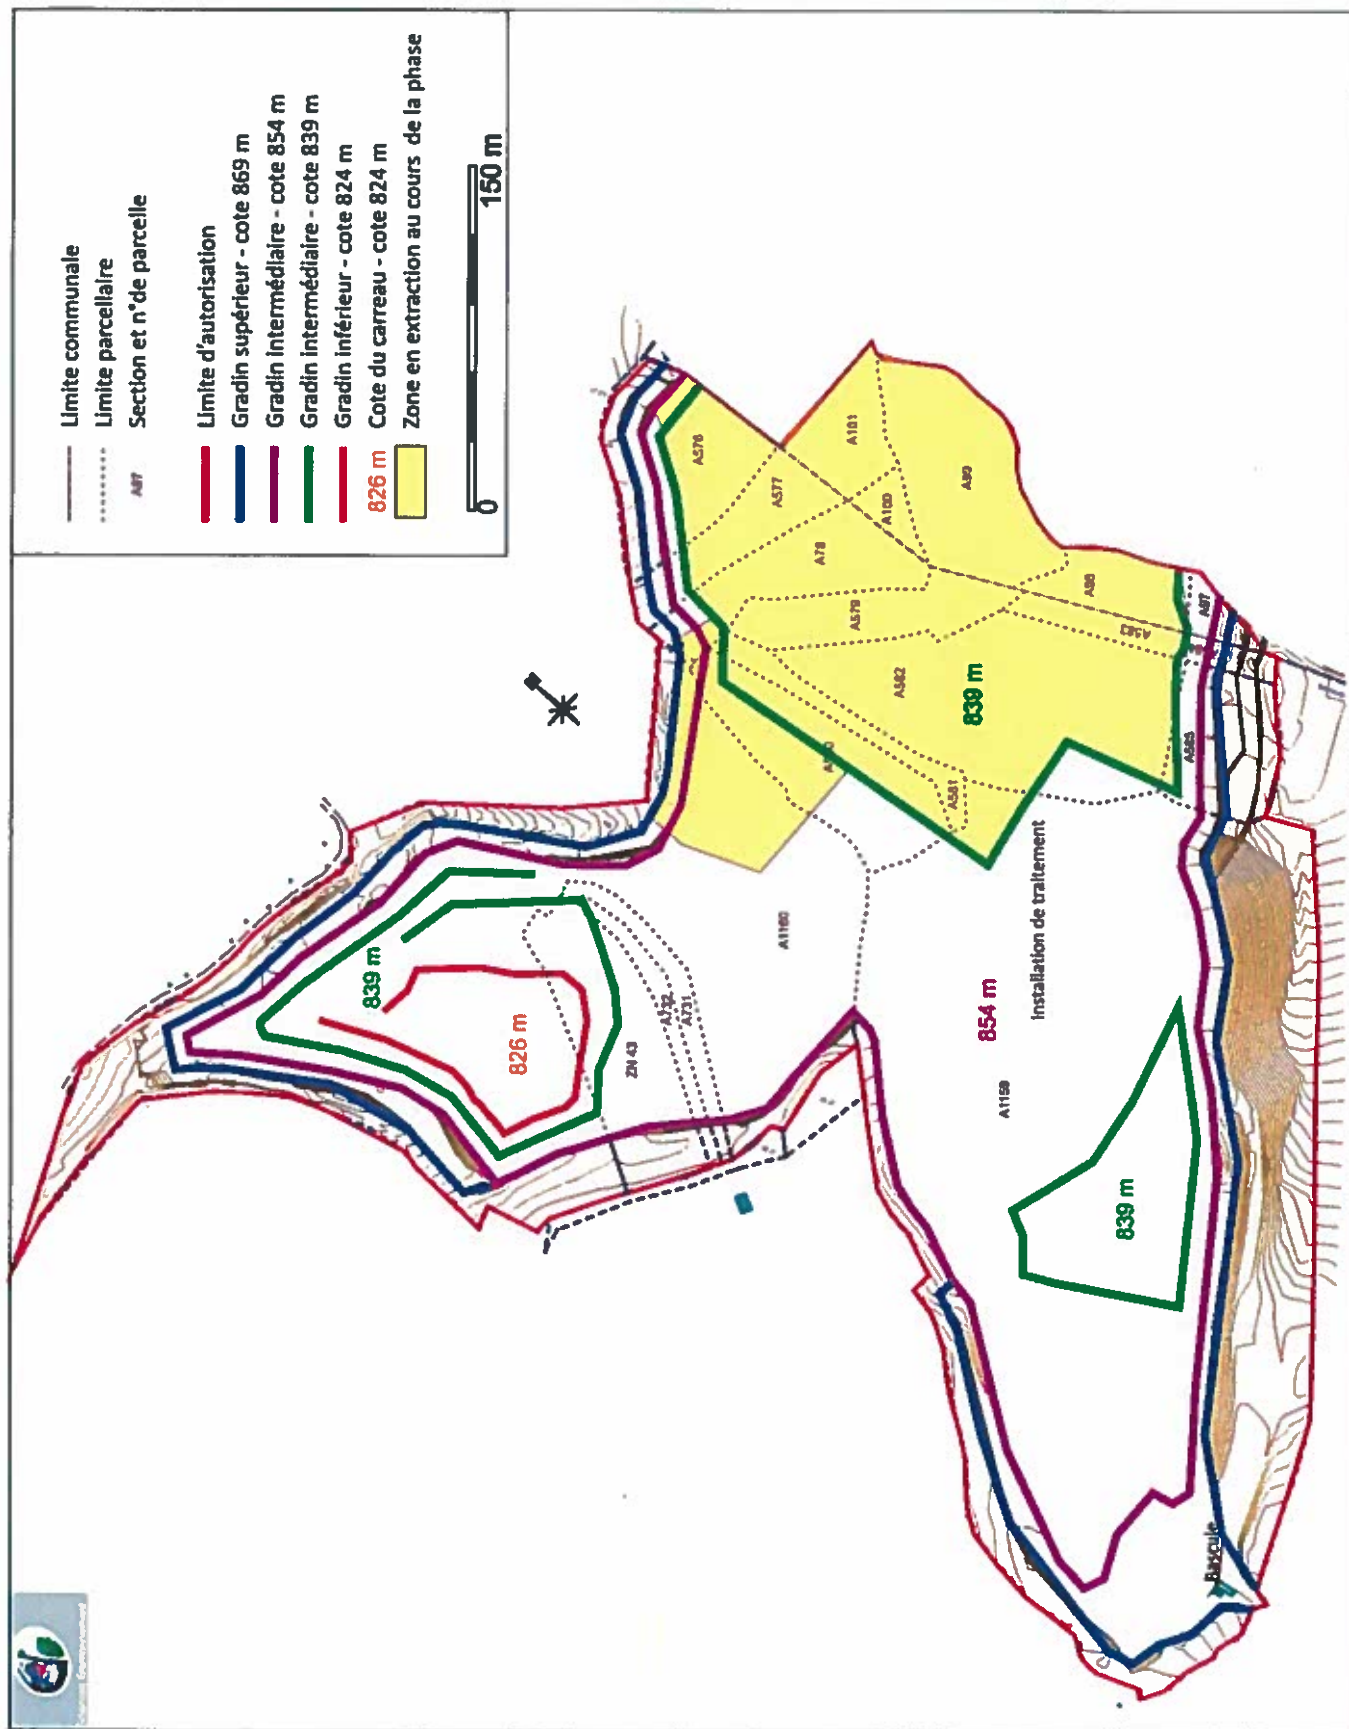 Limite communale
Limite parcellaire
A87
Section et n°de parcelle
Limite d'autorisation
Gradin supérieur - cote 869 m
Gradin intermédiaire - cote 854 m
Gradin intermédiaire - cote 839 m
Gradin inférieur - cote 824 m
826 m
Cote du carreau - cote 824 m
Zone en extraction au cours de la phase
0
150 m
A576
A577
A101
A100
A99
A78
A579
A98
A582
839 m
A97
A585
A581
Installation de traitement
A1160
839 m
826 m
ZN 43
A732
A731
854 m
A1159
839 m
Bascule